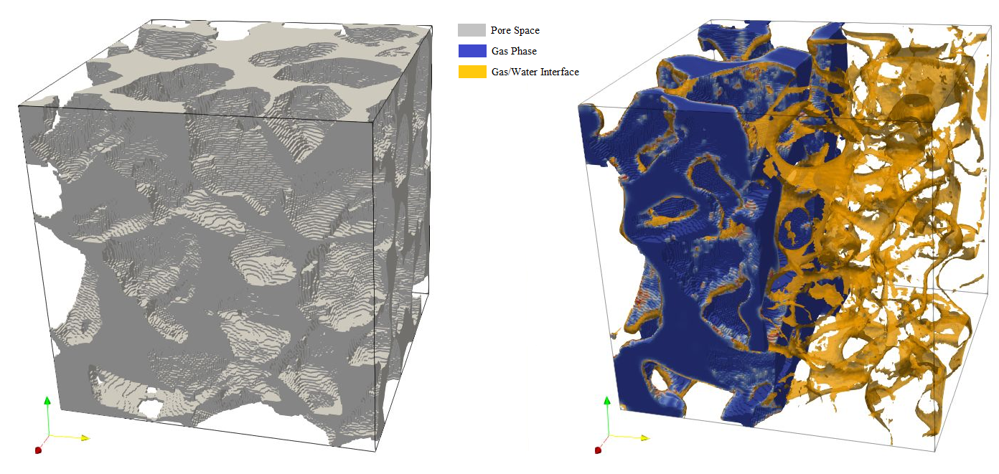 Pore Space
Gas Phase
Gas/Water Interface